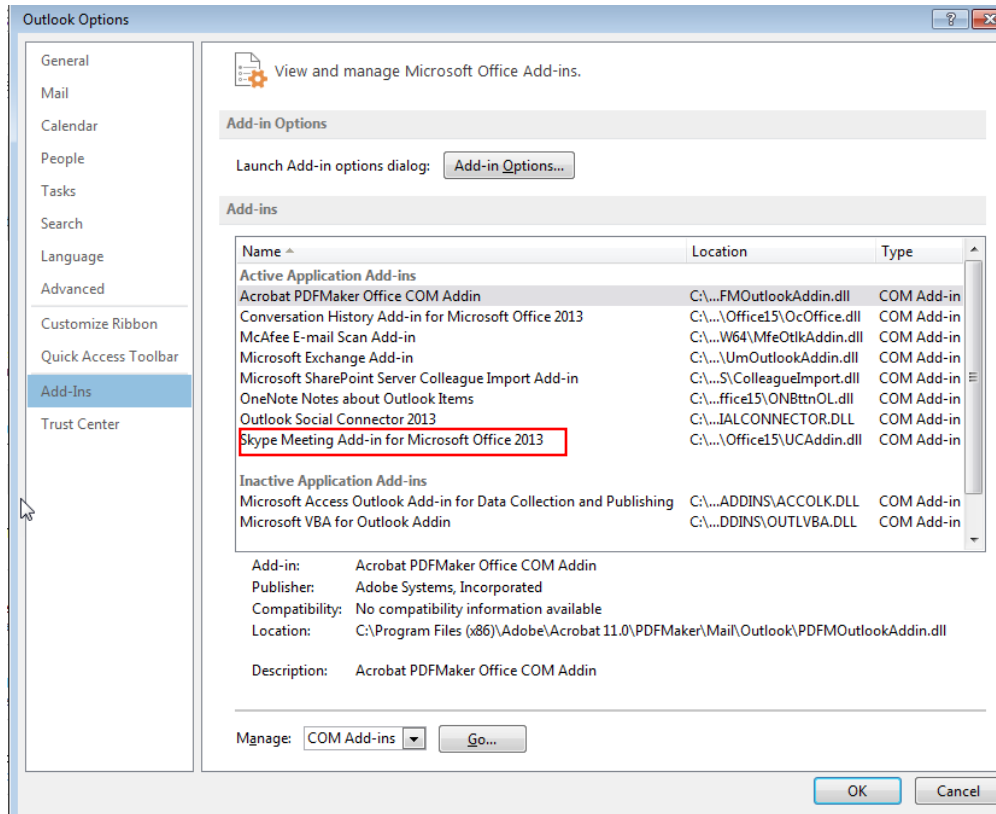 Outlook Options
General
Mail
Calendar
People
Tasks
Search
Language
Advanced
Customize Ribbon
Quick Access Toolbar
Add-Ins
Trust Center
View and manage Microsoft Office Add-ins.
Add-in Options
Launch Add-in options dialog: Add-in Options...
Add-ins
Name Location Type
Active Application Add-ins
Acrobat PDFMaker Office COM Addin C:\...FMOutlookAddin.dll COM Add-in
Conversation History Add-in for Microsoft Office 2013 C:\...\Office15\OcOffice.dll COM Add-in
McAfee E-mail Scan Add-in C:\...W64\MfeOtlkAddin.dll COM Add-in
Microsoft Exchange Add-in C:\...\UmOutlookAddin.dll COM Add-in
Microsoft SharePoint Server Colleague Import Add-in C:\...S\ColleagueImport.dll COM Add-in
OneNote Notes about Outlook Items C:\...ffice15\ONBttnOL.dll COM Add-in
Outlook Social Connector 2013 C:\...IALCONNECTOR.DLL COM Add-in
Skype Meeting Add-in for Microsoft Office 2013 C:\...\Office15\UCAddin.dll COM Add-in
Inactive Application Add-ins
Microsoft Access Outlook Add-in for Data Collection and Publishing C:\...ADDINS\ACCOLK.DLL COM Add-in
Microsoft VBA for Outlook Addin C:\...DDINS\OUTLVBA.DLL COM Add-in
Add-in: Acrobat PDFMaker Office COM Addin
Publisher: Adobe Systems, Incorporated
Compatibility: No compatibility information available
Location: C:\Program Files (x86)\Adobe\Acrobat 11.0\PDFMaker\Mail\Outlook\PDFMOutlookAddin.dll
Description: Acrobat PDFMaker Office COM Addin
Manage: COM Add-ins Go...
OK Cancel